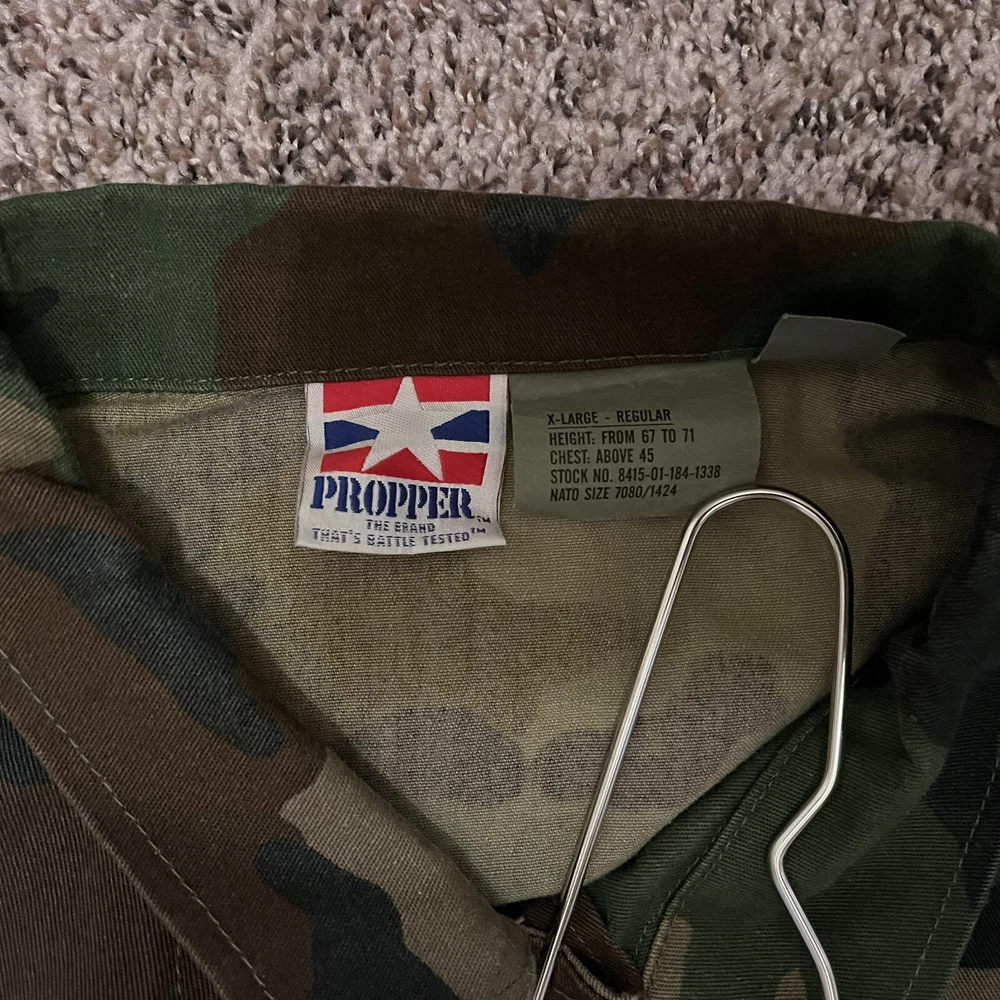 PROPPER™
THE BRAND
THAT'S BATTLE TESTED™
X-LARGE - REGULAR
HEIGHT: FROM 67 TO 71
CHEST: ABOVE 45
STOCK NO. 8415-01-184-1338
NATO SIZE 7080/1424